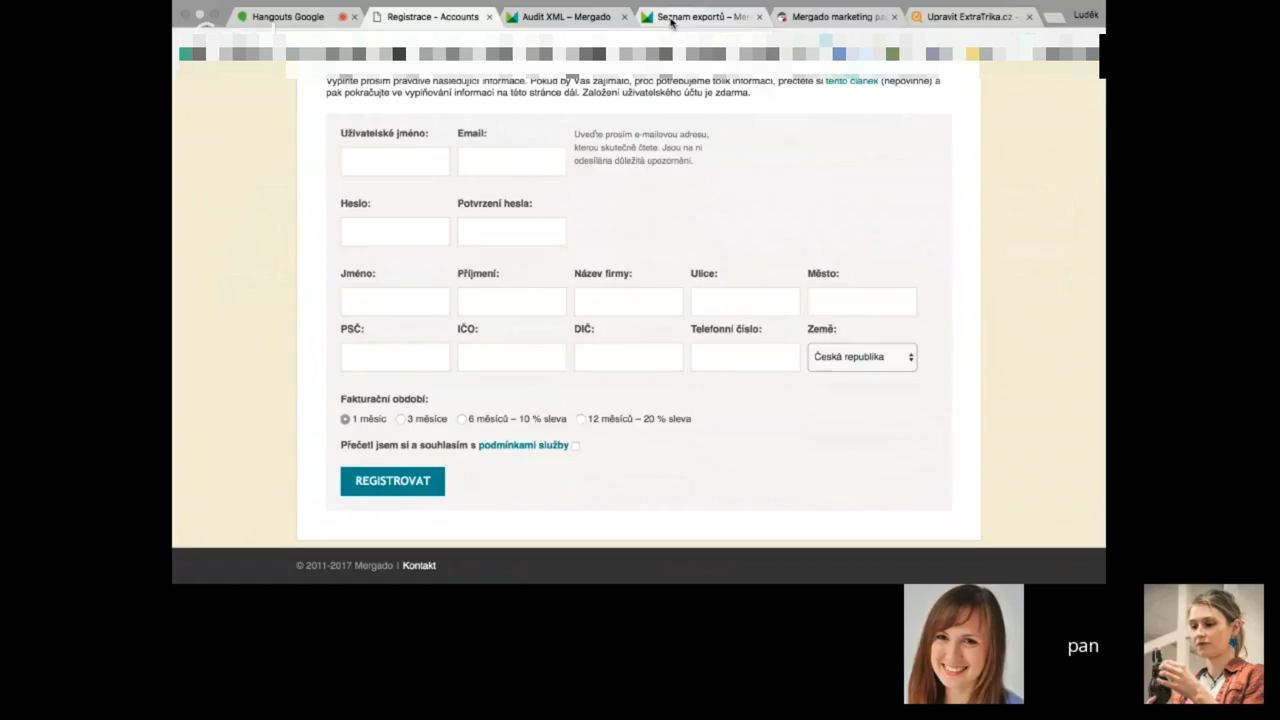 Hangouts Google
Registrace - Accounts
Audit XML – Mergado
Seznam exportů – Mer
Mergado marketing pa
Upravit ExtraTrika.cz -
Luděk
Vyplňte prosím pravdivě následující informace. Pokud by Vás zajímalo, proč potřebujeme tolik informací, přečtěte si tento článek (nepovinné) a
pak pokračujte ve vyplňování informací na této stránce dál. Založení uživatelského účtu je zdarma.
Uživatelské jméno:
Email:
Uveďte prosím e-mailovou adresu,
kterou skutečně čtete. Jsou na ni
odesílána důležitá upozornění.
Heslo:
Potvrzení hesla:
Jméno:
Příjmení:
Název firmy:
Ulice:
Město:
PSČ:
IČO:
DIČ:
Telefonní číslo:
Země:
Česká republika
Fakturační období:
1 měsíc
3 měsíce
6 měsíců – 10 % sleva
12 měsíců – 20 % sleva
Přečetl jsem si a souhlasím s podmínkami služby
REGISTROVAT
© 2011-2017 Mergado | Kontakt
pan